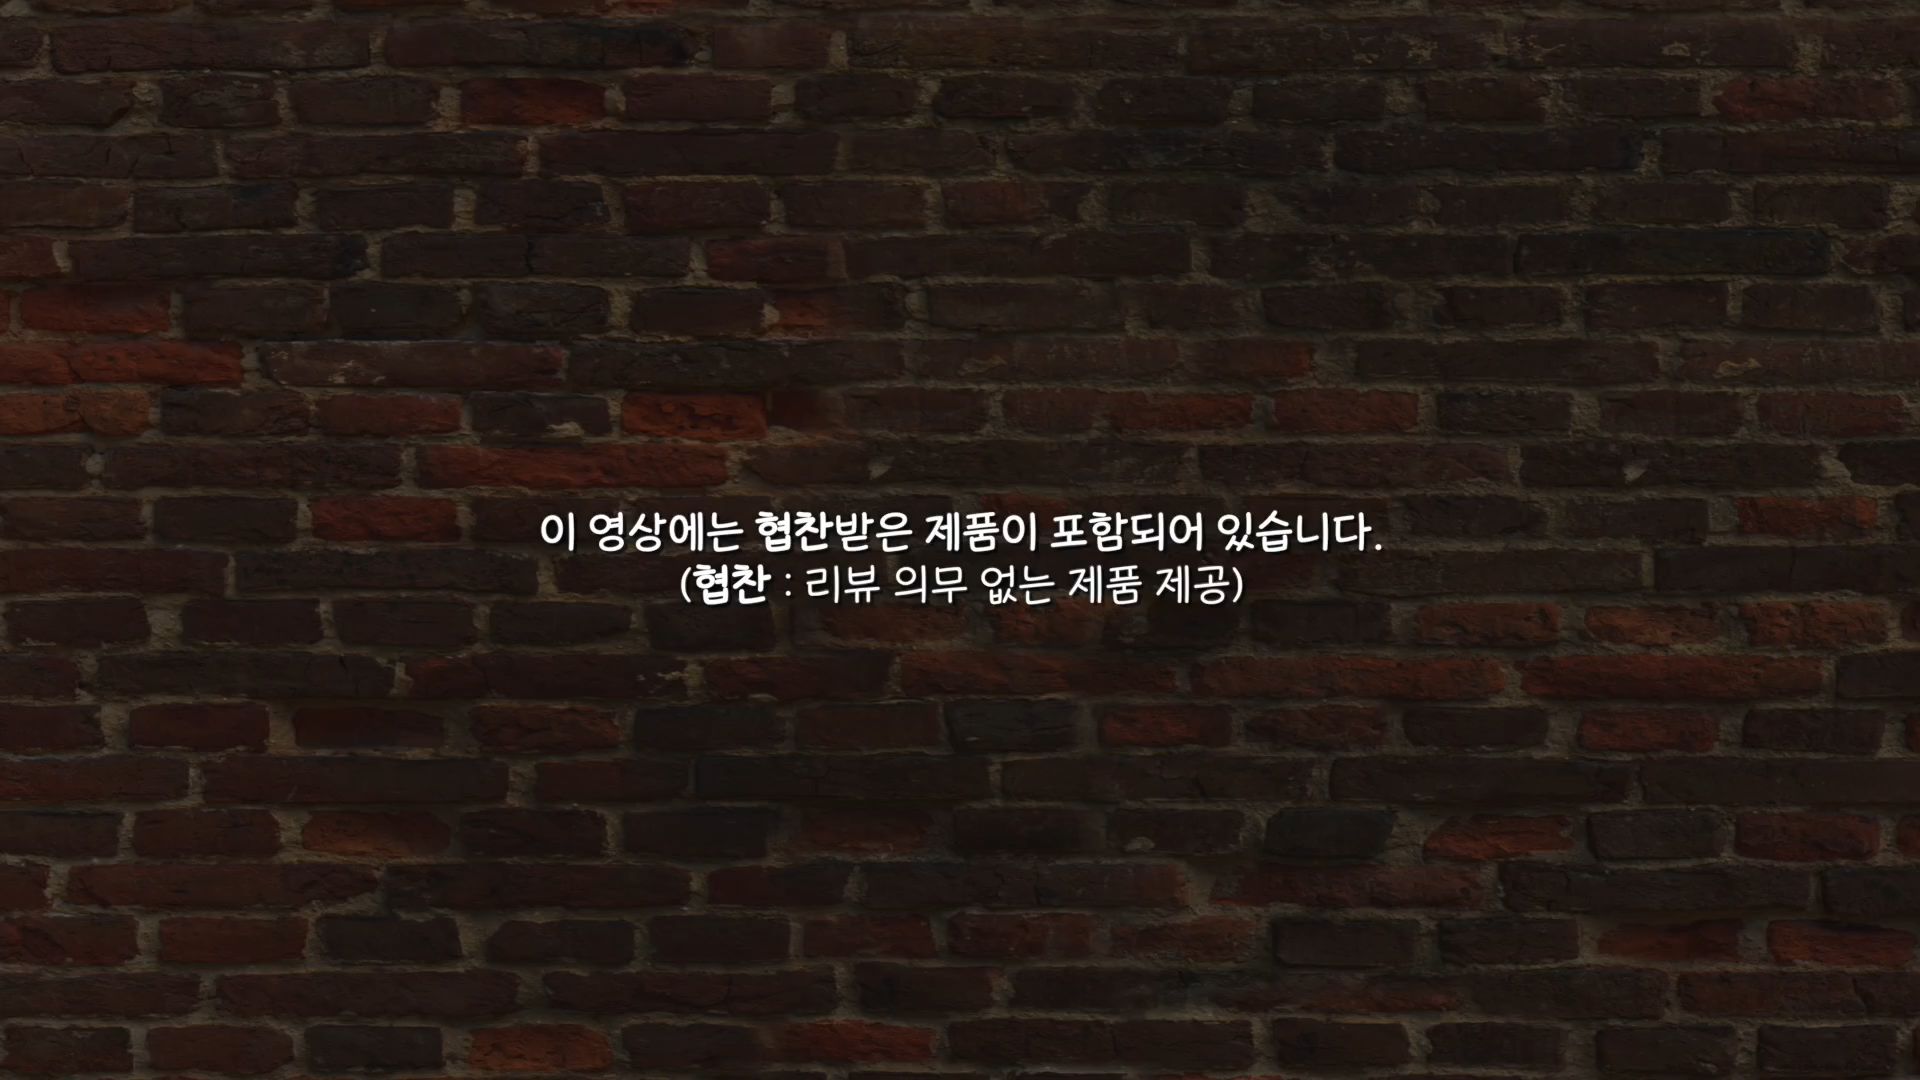 이 영상에는 협찬받은 제품이 포함되어 있습니다.
(협찬 : 리뷰 의무 없는 제품 제공)